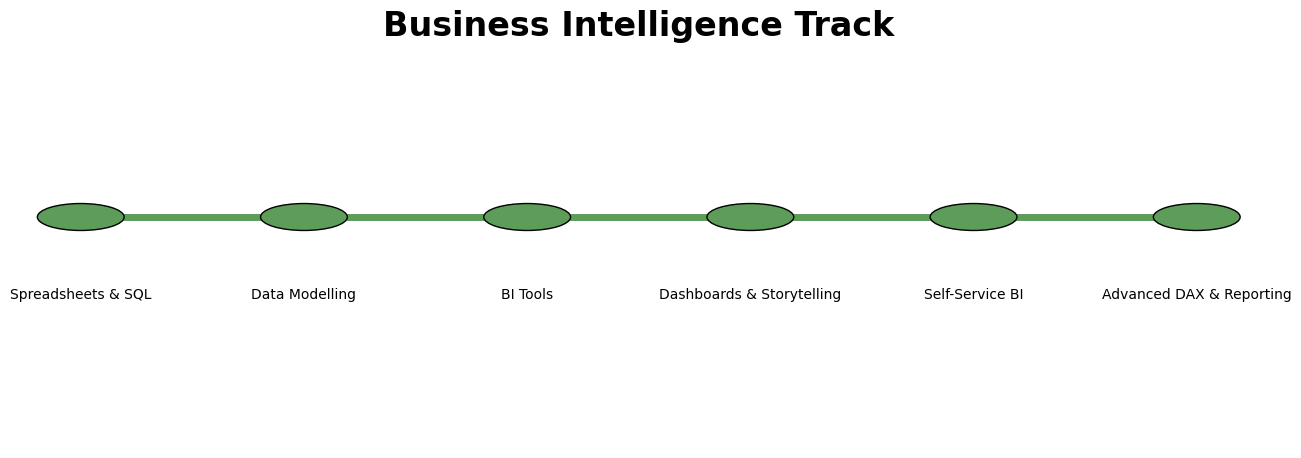 Business Intelligence Track
Spreadsheets & SQL
Data Modelling
BI Tools
Dashboards & Storytelling
Self-Service BI
Advanced DAX & Reporting